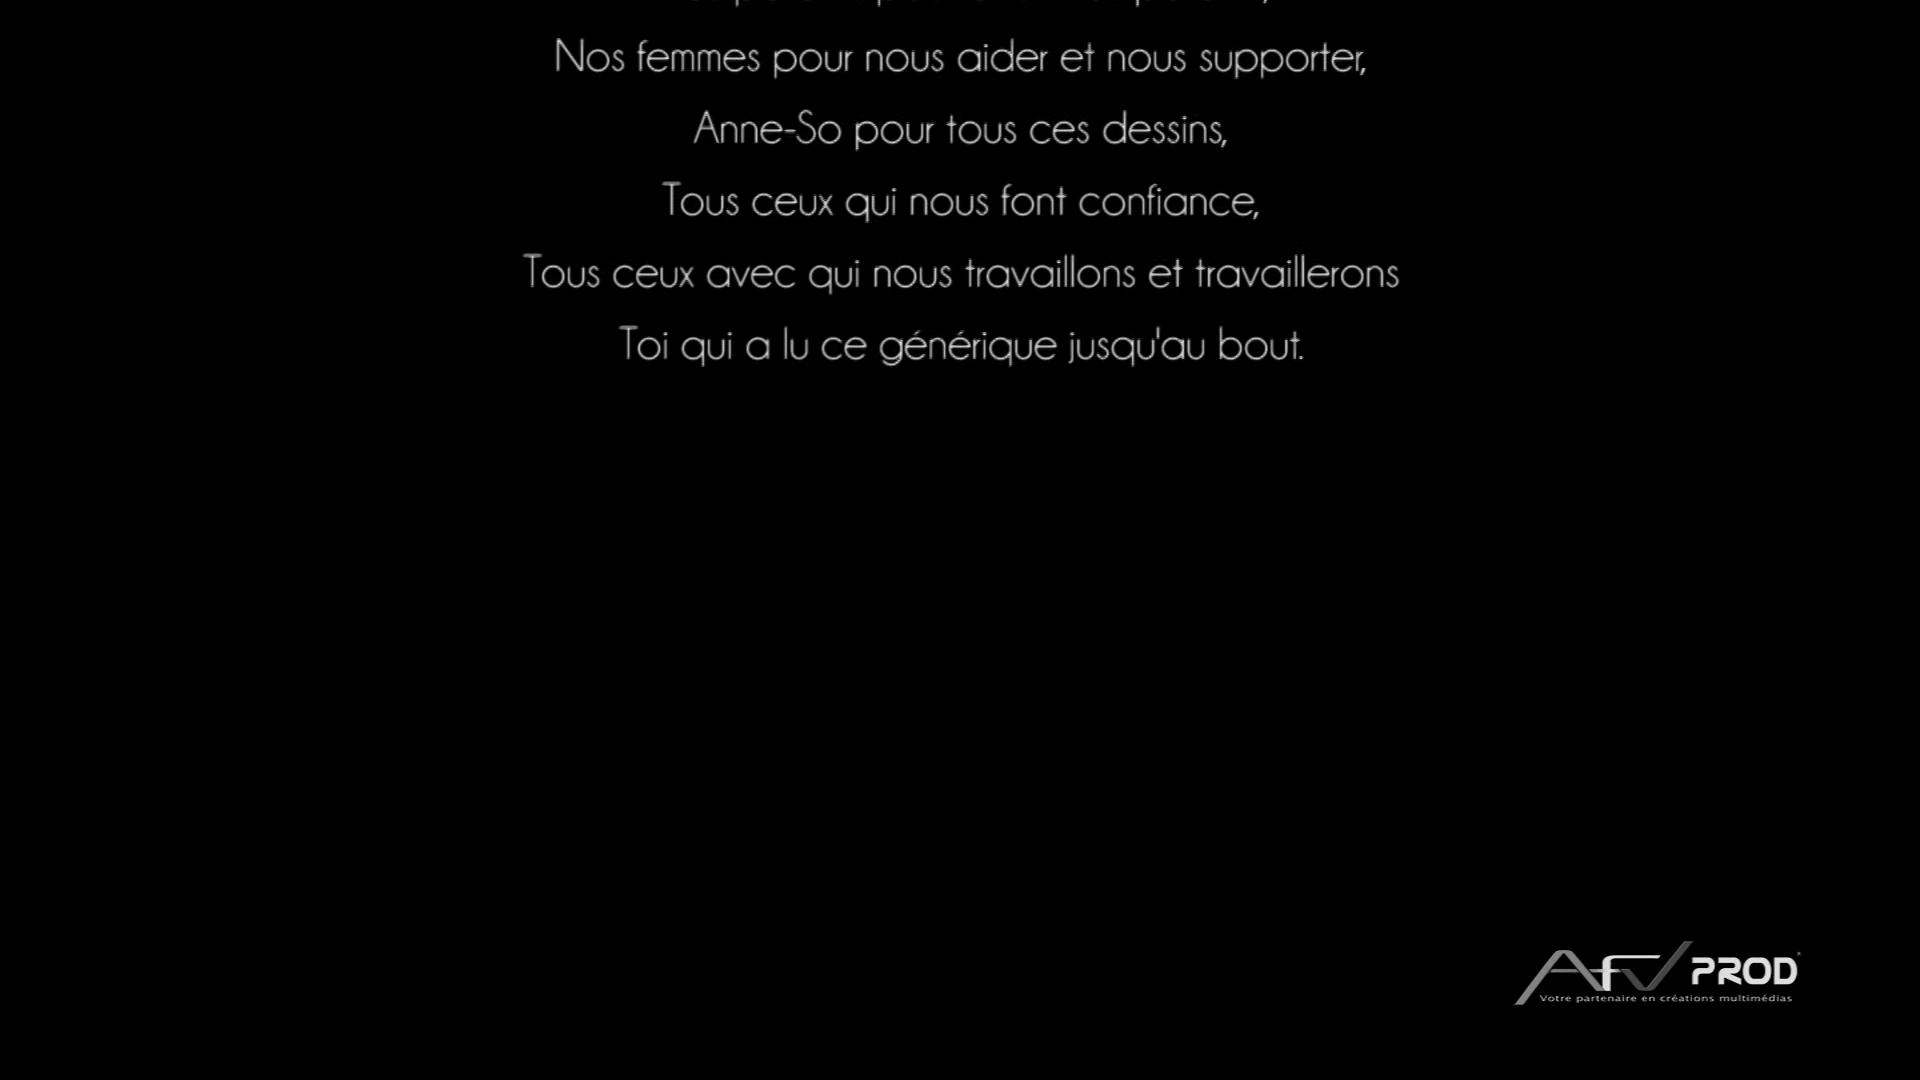 Nos femmes pour nous aider et nous supporter,
Anne-So pour tous ces dessins,
Tous ceux qui nous font confiance,
Tous ceux avec qui nous travaillons et travaillerons
Toi qui a lu ce générique jusqu'au bout.
AFV PROD
Votre partenaire en créations multimédias